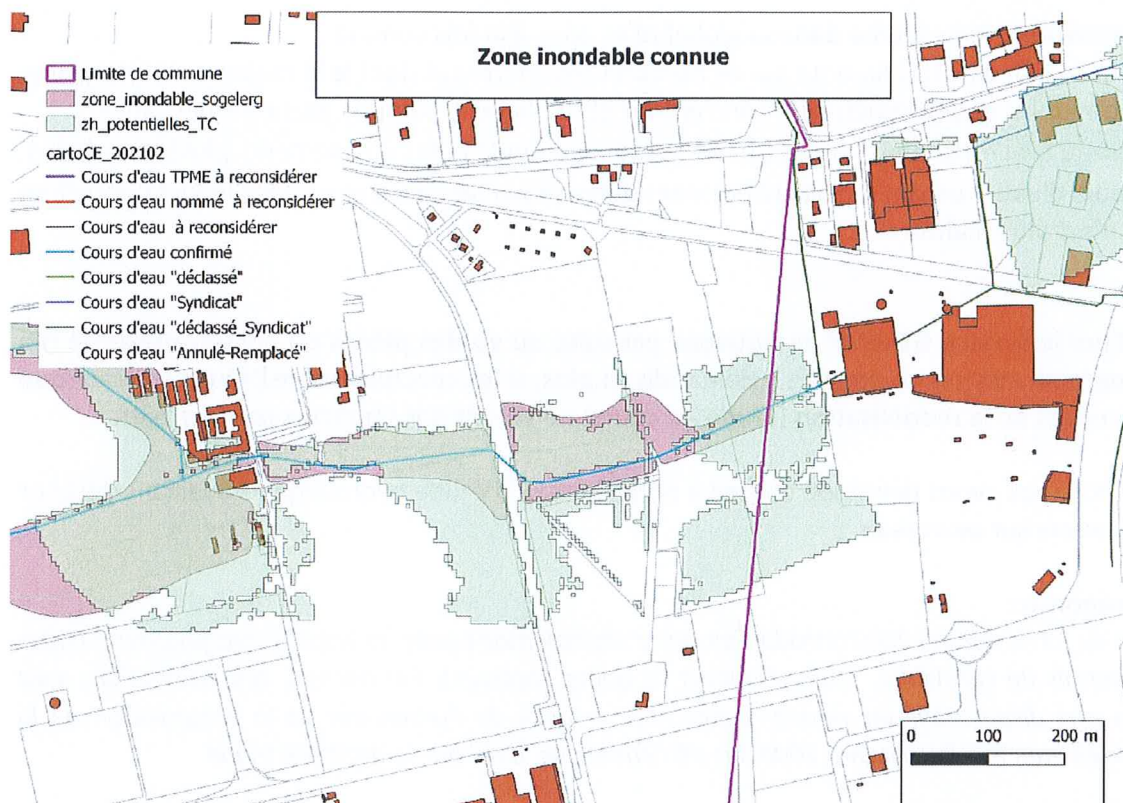 Zone inondable connue
Limite de commune
zone_inondable_sogelerg
zh_potentielles_TC
cartoCE_202102
Cours d'eau TPME à reconsidérer
Cours d'eau nommé à reconsidérer
Cours d'eau à reconsidérer
Cours d'eau confirmé
Cours d'eau "déclassé"
Cours d'eau "Syndicat"
Cours d'eau "déclassé_Syndicat"
Cours d'eau "Annulé-Remplacé"
0 100 200 m